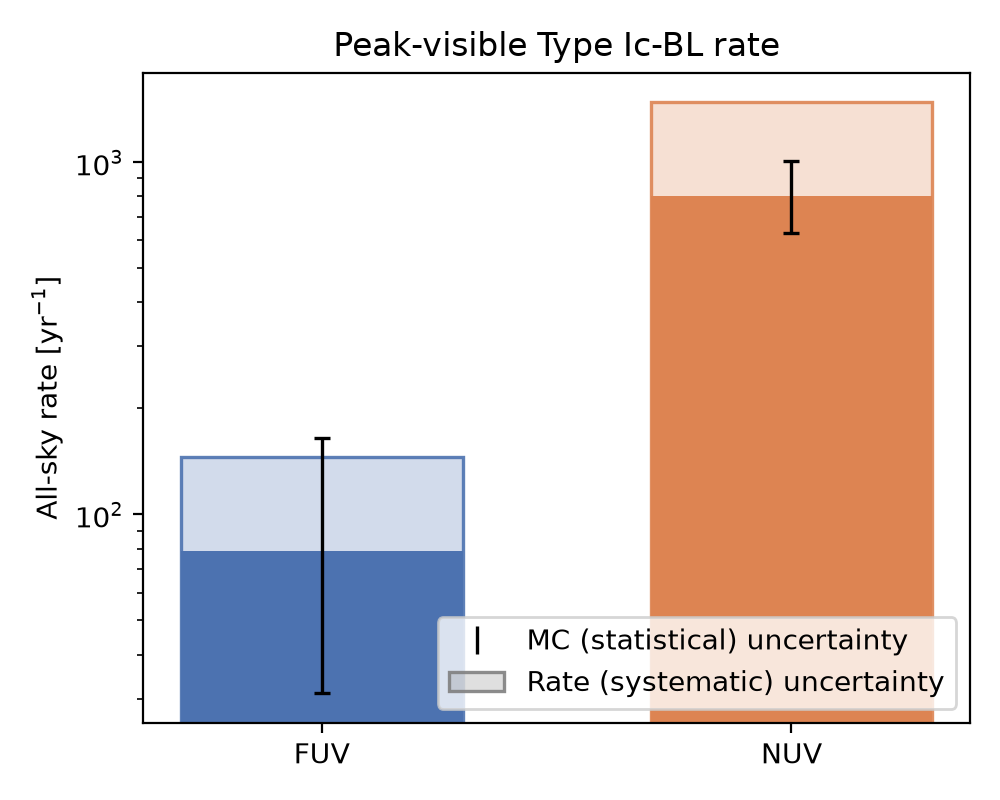 Peak-visible Type Ic-BL rate
All-sky rate [yr⁻¹]
10³
10²
MC (statistical) uncertainty
Rate (systematic) uncertainty
FUV
NUV